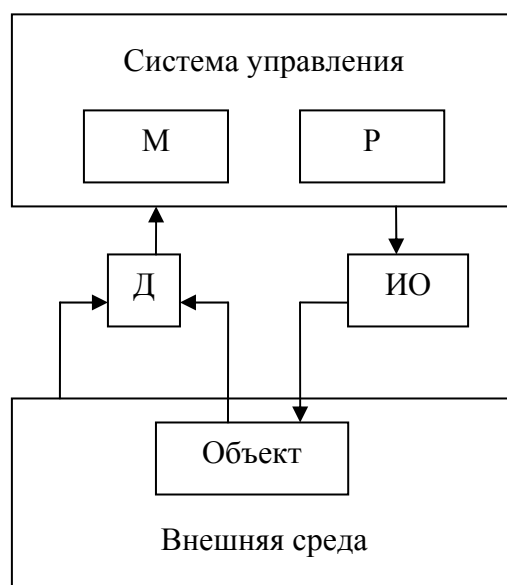 Система управления
М
Р
Д
ИО
Объект
Внешняя среда